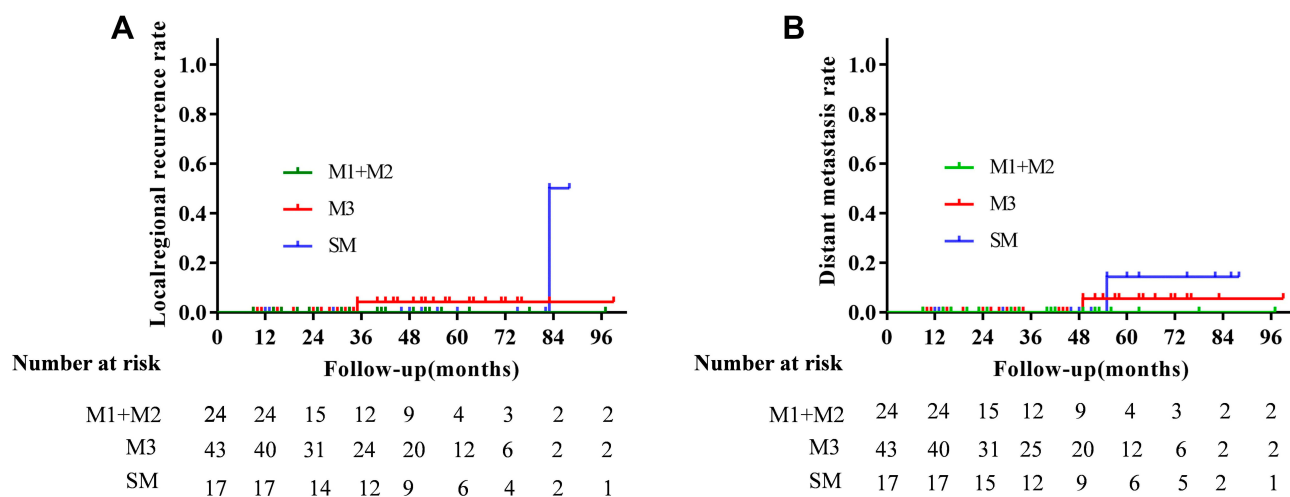 A
Localregional recurrence rate
1.0
0.8
0.6
0.4
0.2
0.0
M1+M2
M3
SM
0 12 24 36 48 60 72 84 96
Follow-up(months)
Number at risk
M1+M2 24 24 15 12 9 4 3 2 2
M3 43 40 31 24 20 12 6 2 2
SM 17 17 14 12 9 6 4 2 1
B
Distant metastasis rate
1.0
0.8
0.6
0.4
0.2
0.0
M1+M2
M3
SM
0 12 24 36 48 60 72 84 96
Follow-up(months)
Number at risk
M1+M2 24 24 15 12 9 4 3 2 2
M3 43 40 31 25 20 12 6 2 2
SM 17 17 15 12 9 6 5 2 1